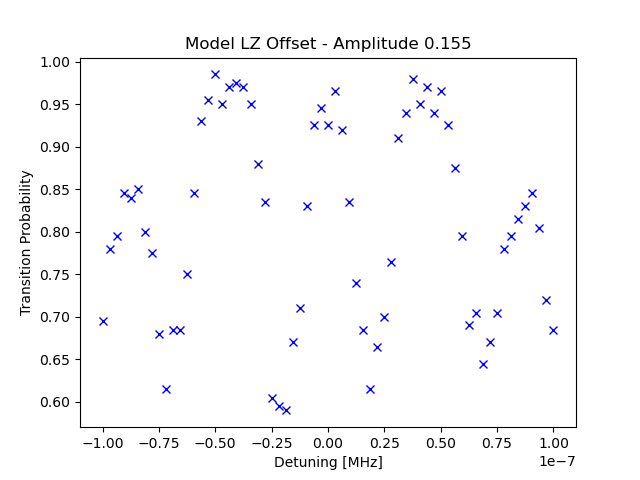 Model LZ Offset - Amplitude 0.155
1.00
0.95
0.90
0.85
0.80
0.75
0.70
0.65
0.60
Transition Probability
−1.00 −0.75 −0.50 −0.25 0.00 0.25 0.50 0.75 1.00
1e−7
Detuning [MHz]